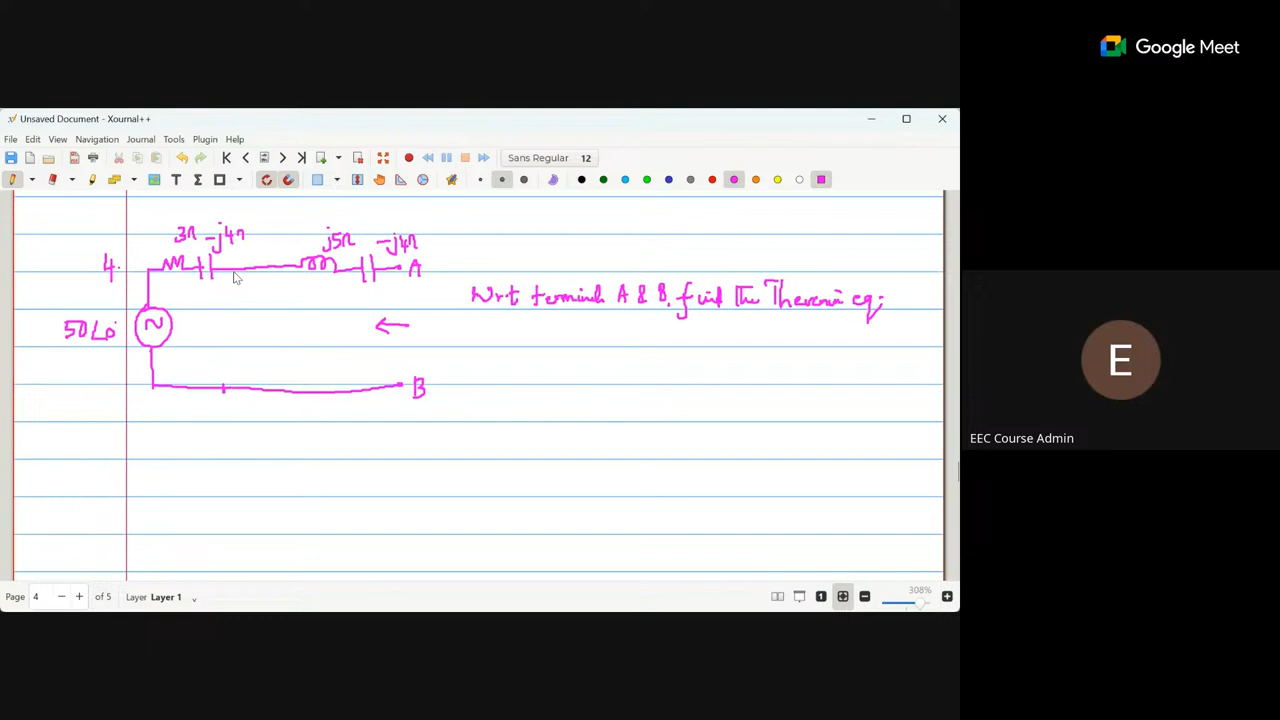 Google Meet
Unsaved Document - Xournal++
File Edit View Navigation Journal Tools Plugin Help
Sans Regular 12
3Ω -j4Ω j5Ω -j4Ω
4. A
Wrt terminals A & B, find the Thevenin eq:
50∠0°
B
EEC Course Admin
E
Page 4 of 5 Layer Layer 1
308%